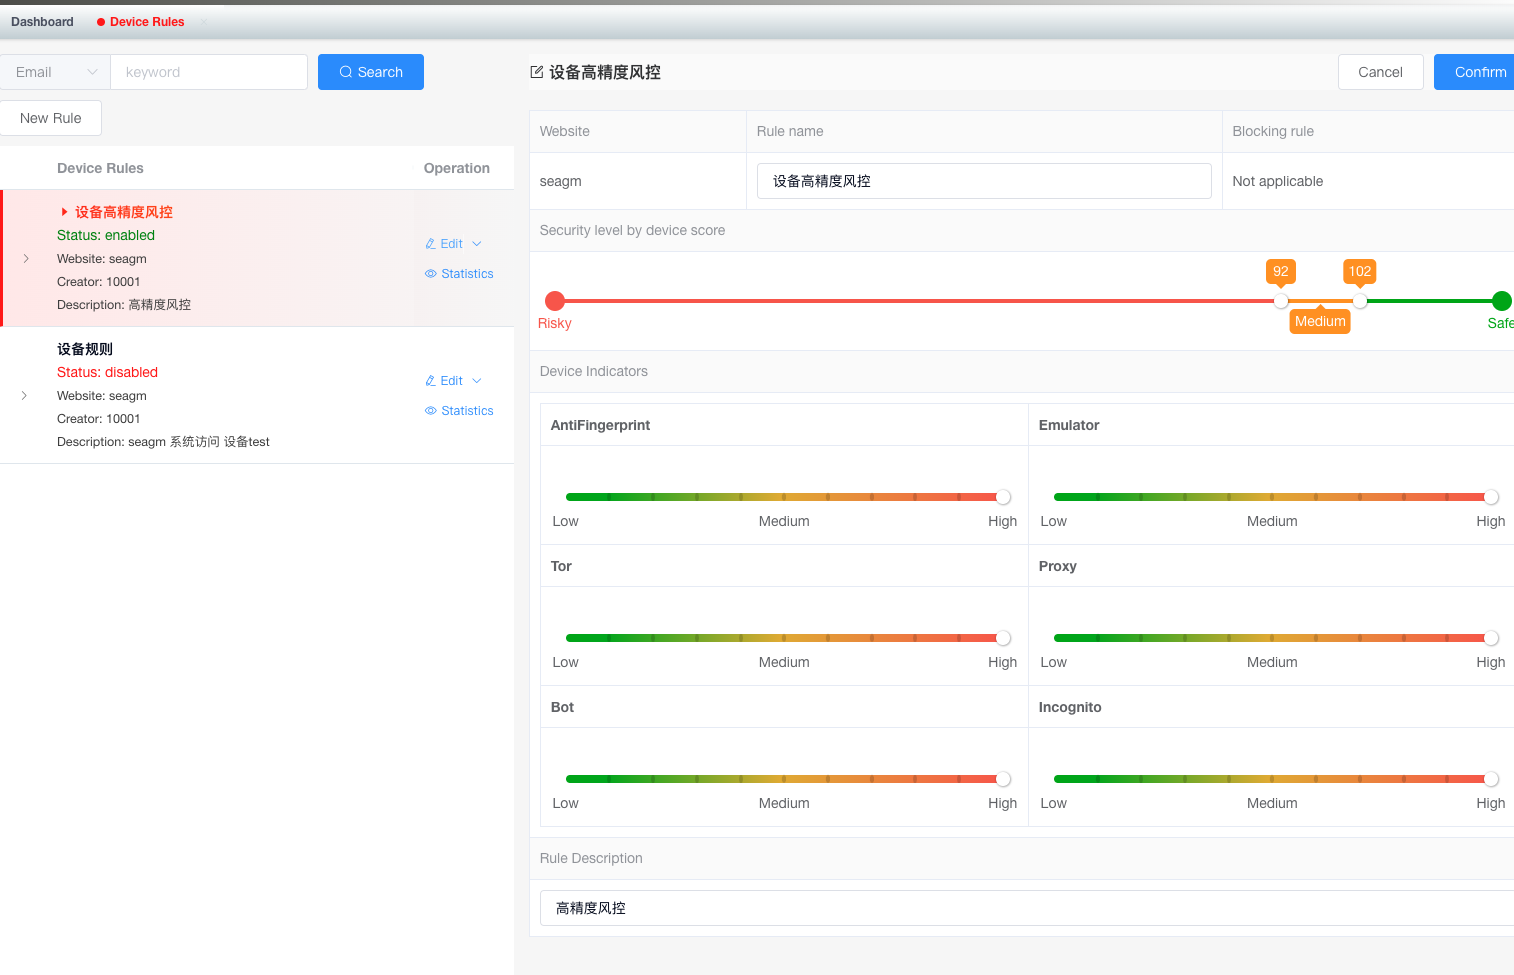 Dashboard
Device Rules
Email
keyword
Search
New Rule
Device Rules
Operation
设备高精度风控
Status: enabled
Website: seagm
Creator: 10001
Description: 高精度风控
Edit
Statistics
设备规则
Status: disabled
Website: seagm
Creator: 10001
Description: seagm 系统访问 设备test
Edit
Statistics
设备高精度风控
Cancel
Confirm
Website
Rule name
Blocking rule
seagm
设备高精度风控
Not applicable
Security level by device score
92
102
Risky
Medium
Safe
Device Indicators
AntiFingerprint
Emulator
Low
Medium
High
Low
Medium
High
Tor
Proxy
Low
Medium
High
Low
Medium
High
Bot
Incognito
Low
Medium
High
Low
Medium
High
Rule Description
高精度风控